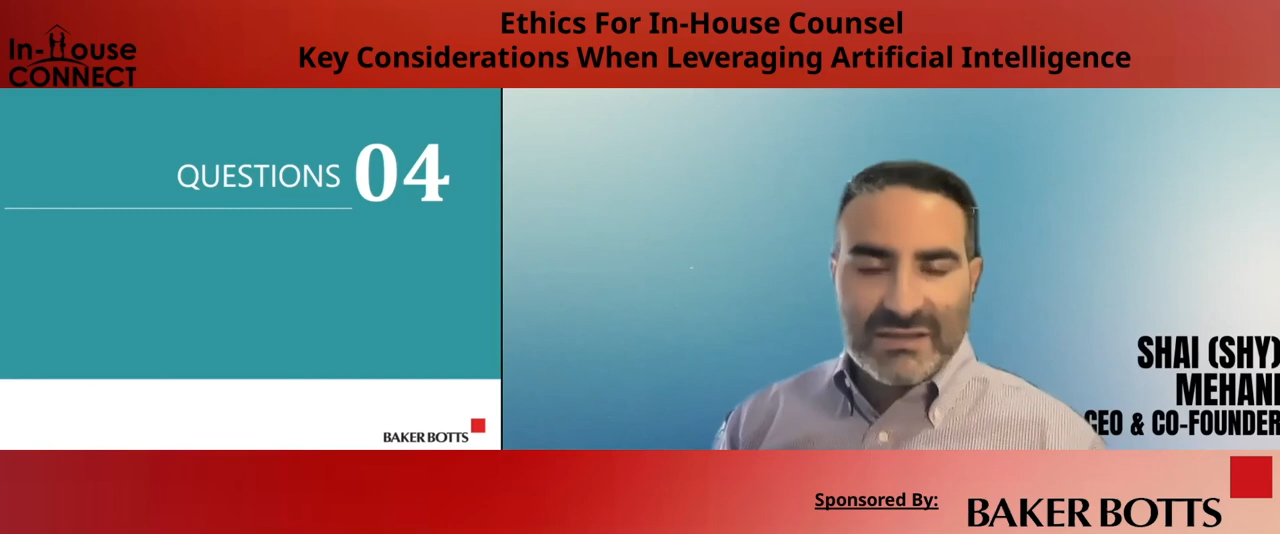 Ethics For In-House Counsel
Key Considerations When Leveraging Artificial Intelligence
In-House
CONNECT
QUESTIONS 04
BAKER BOTTS
SHAI (SHY)
MEHANI
CEO & CO-FOUNDER
Sponsored By:
BAKER BOTTS